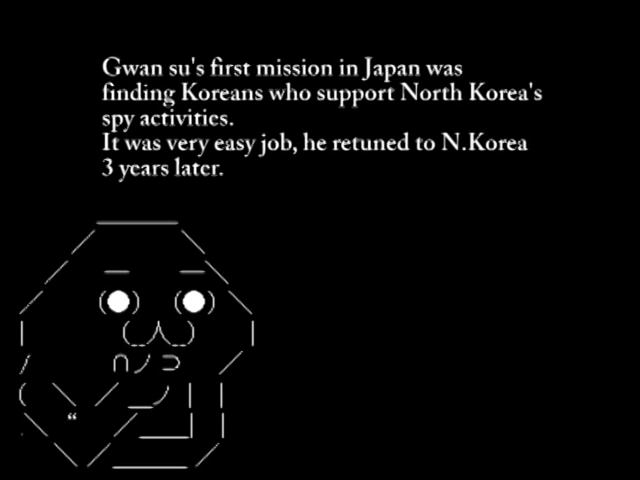 Gwan su's first mission in Japan was
finding Koreans who support North Korea's
spy activities.
It was very easy job, he retuned to N.Korea
3 years later.